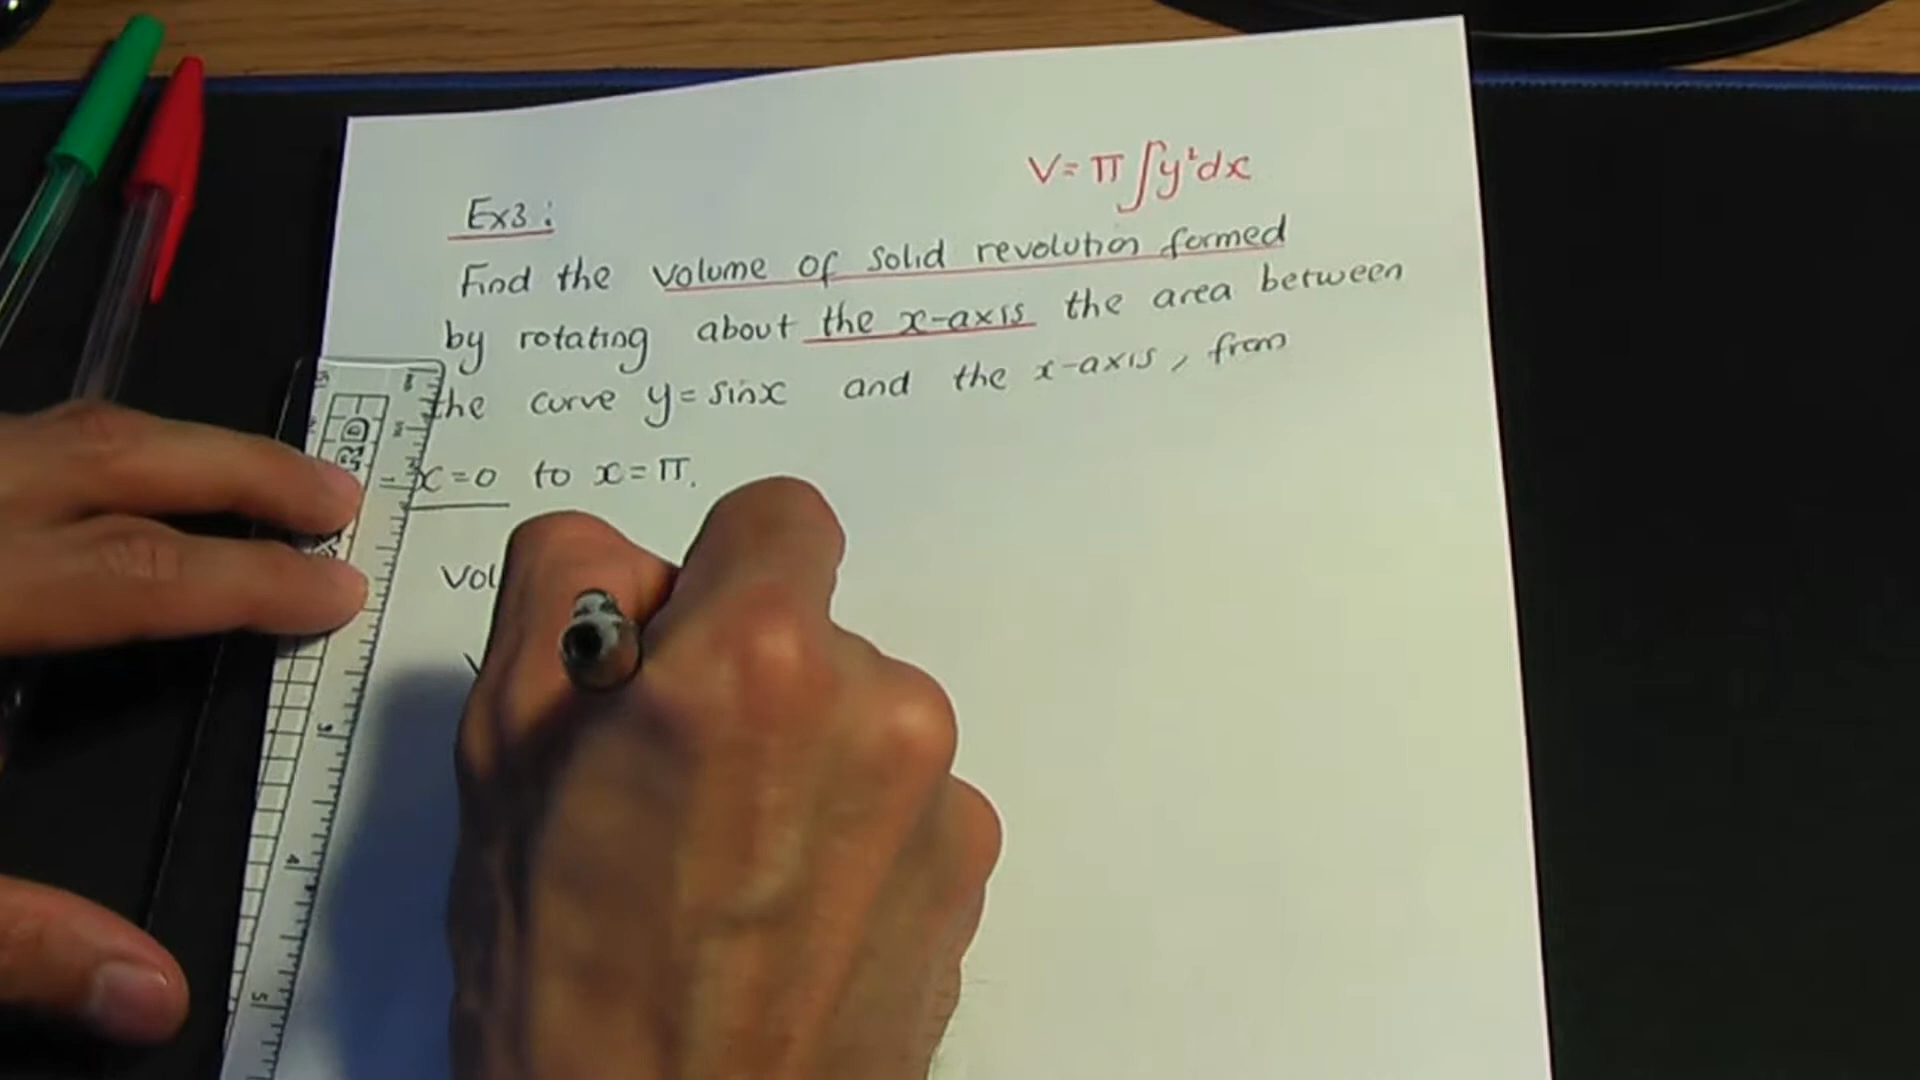 V = π∫y²dx
Ex3:
Find the volume of solid revolution formed
by rotating about the x-axis the area between
the curve y = sinx and the x-axis, from
x = 0 to x = π.
Vol